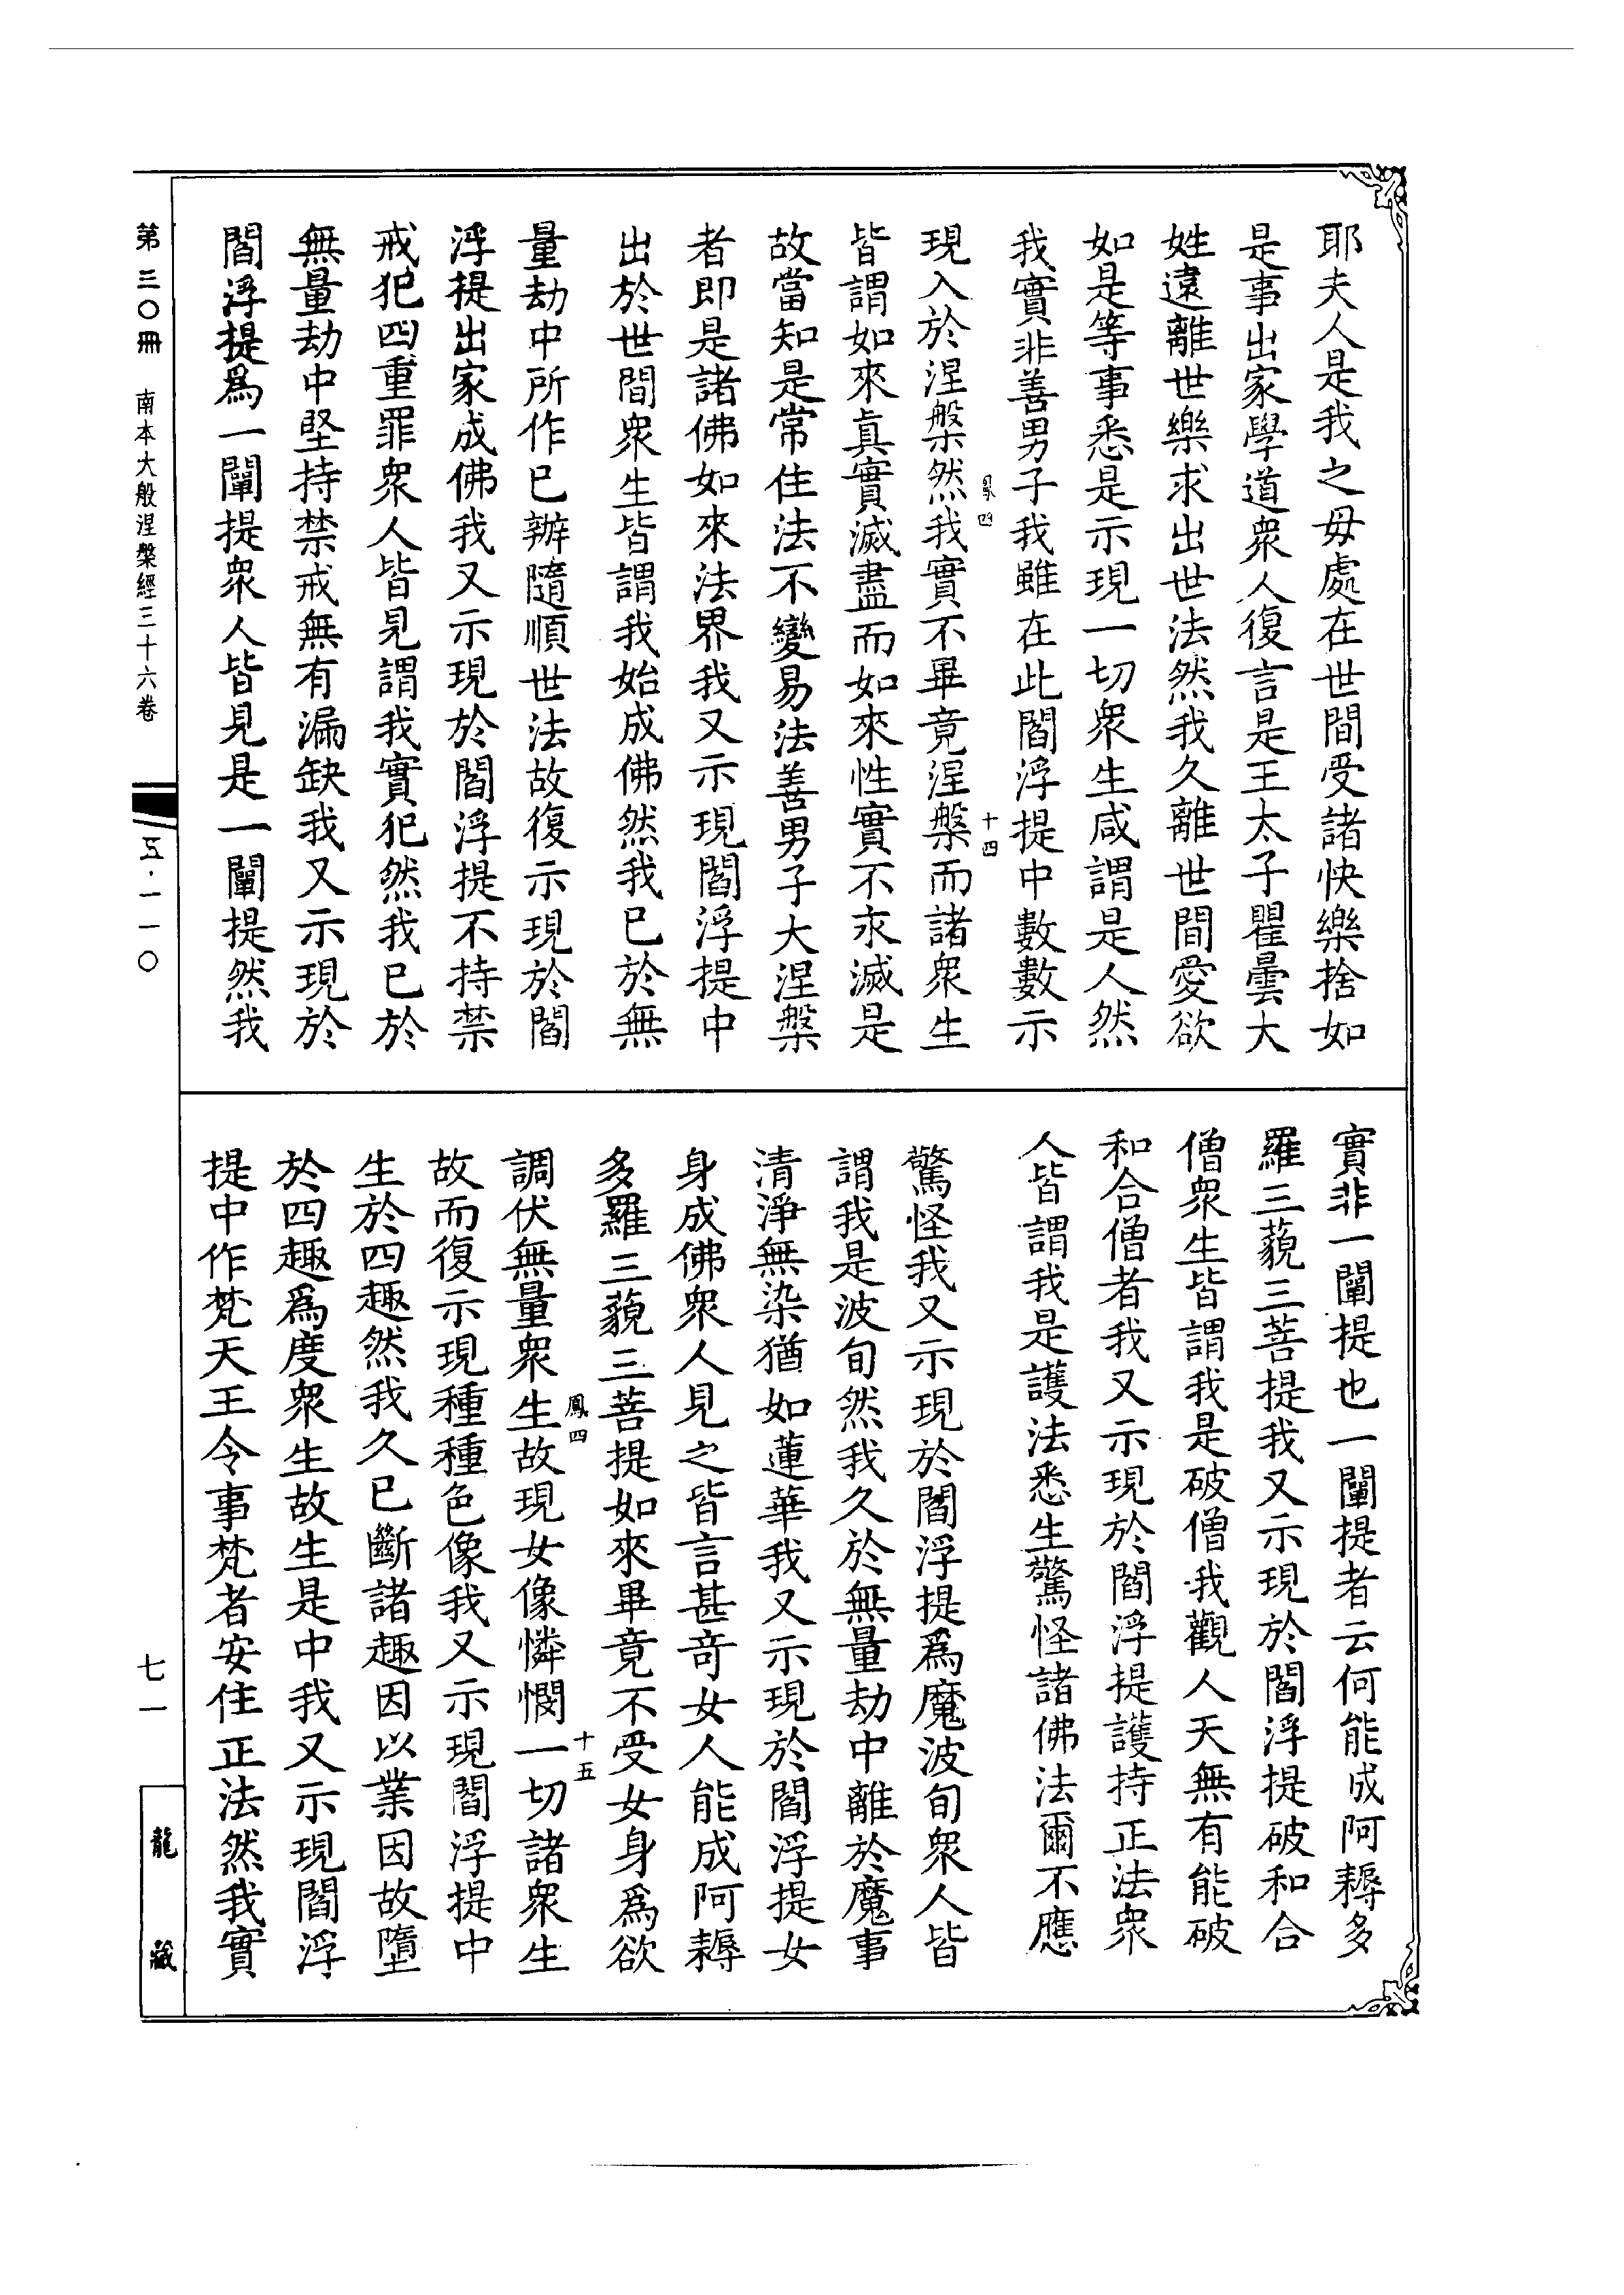 耶夫人是我之母處在世間受諸快樂捨如
是事出家學道衆人復言是王太子瞿曇大
姓遠離世樂求出世法然我久離世間愛欲
如是等事悉是示現一切衆生咸謂是人然
我實非善男子我雖在此閻浮提中數數示
鳳四
十四
現入於涅槃然我實不畢竟涅槃而諸衆生
皆謂如來真實滅盡而如來性實不永滅是
故當知是常住法不變易法善男子大涅槃
者即是諸佛如來法界我又示現閻浮提中
出於世間衆生皆謂我始成佛然我已於無
量劫中所作已辦隨順世法故復示現於閻
浮提出家成佛我又示現於閻浮提不持禁
戒犯四重罪衆人皆見謂我實犯然我已於
無量劫中堅持禁戒無有漏缺我又示現於
閻浮提爲一闡提衆人皆見是一闡提然我
實非一闡提也一闡提者云何能成阿耨多
羅三藐三菩提我又示現於閻浮提破和合
僧衆生皆謂我是破僧我觀人天無有能破
和合僧者我又示現於閻浮提護持正法衆
人皆謂我是護法悉生驚怪諸佛法爾不應
驚怪我又示現於閻浮提爲魔波旬衆人皆
謂我是波旬然我久於無量劫中離於魔事
清淨無染猶如蓮華我又示現於閻浮提女
身成佛衆人見之皆言甚奇女人能成阿耨
多羅三藐三菩提如來畢竟不受女身爲欲
鳳四
十五
調伏無量衆生故現女像憐憫一切諸衆生
故而復示現種種色像我又示現閻浮提中
生於四趣然我久已斷諸趣因以業因故墮
於四趣爲度衆生故生是中我又示現閻浮
提中作梵天王令事梵者安住正法然我實
第三〇冊 南本大般涅槃經三十六卷
五·一一〇
七一
龍藏